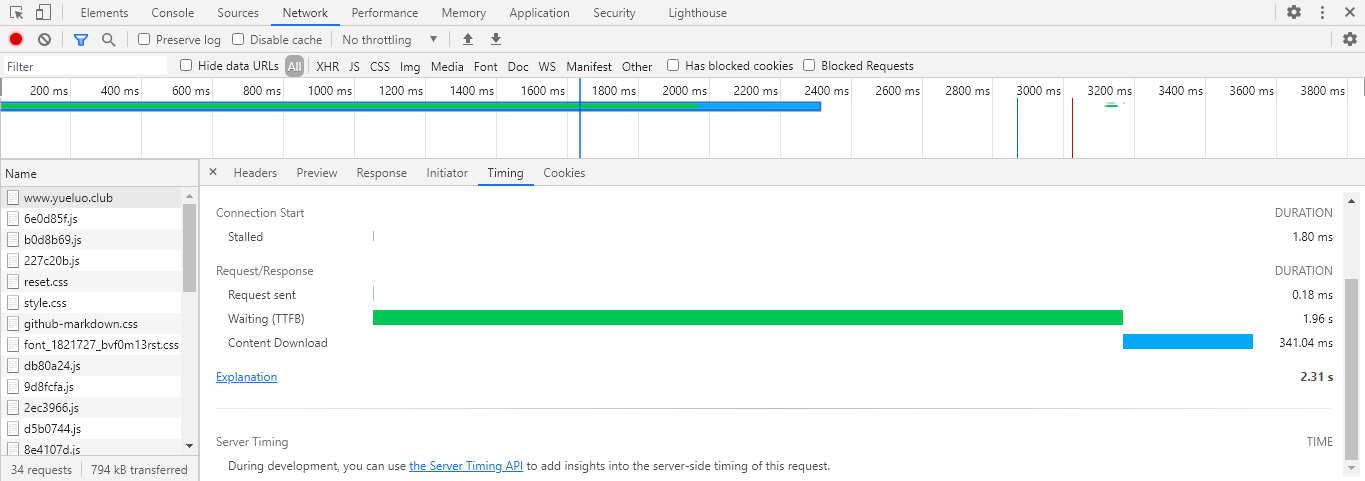 Elements Console Sources Network Performance Memory Application Security Lighthouse
Preserve log Disable cache No throttling
Filter Hide data URLs All XHR JS CSS Img Media Font Doc WS Manifest Other Has blocked cookies Blocked Requests
200 ms 400 ms 600 ms 800 ms 1000 ms 1200 ms 1400 ms 1600 ms 1800 ms 2000 ms 2200 ms 2400 ms 2600 ms 2800 ms 3000 ms 3200 ms 3400 ms 3600 ms 3800 ms
Name
www.yueluo.club
6e0d85f.js
b0d8b69.js
227c20b.js
reset.css
style.css
github-markdown.css
font_1821727_bvf0m13rst.css
db80a24.js
9d8fcfa.js
2ec3966.js
d5b0744.js
8e4107d.js
34 requests 794 kB transferred
Headers Preview Response Initiator Timing Cookies
Connection Start DURATION
Stalled 1.80 ms
Request/Response DURATION
Request sent 0.18 ms
Waiting (TTFB) 1.96 s
Content Download 341.04 ms
Explanation 2.31 s
Server Timing TIME
During development, you can use the Server Timing API to add insights into the server-side timing of this request.